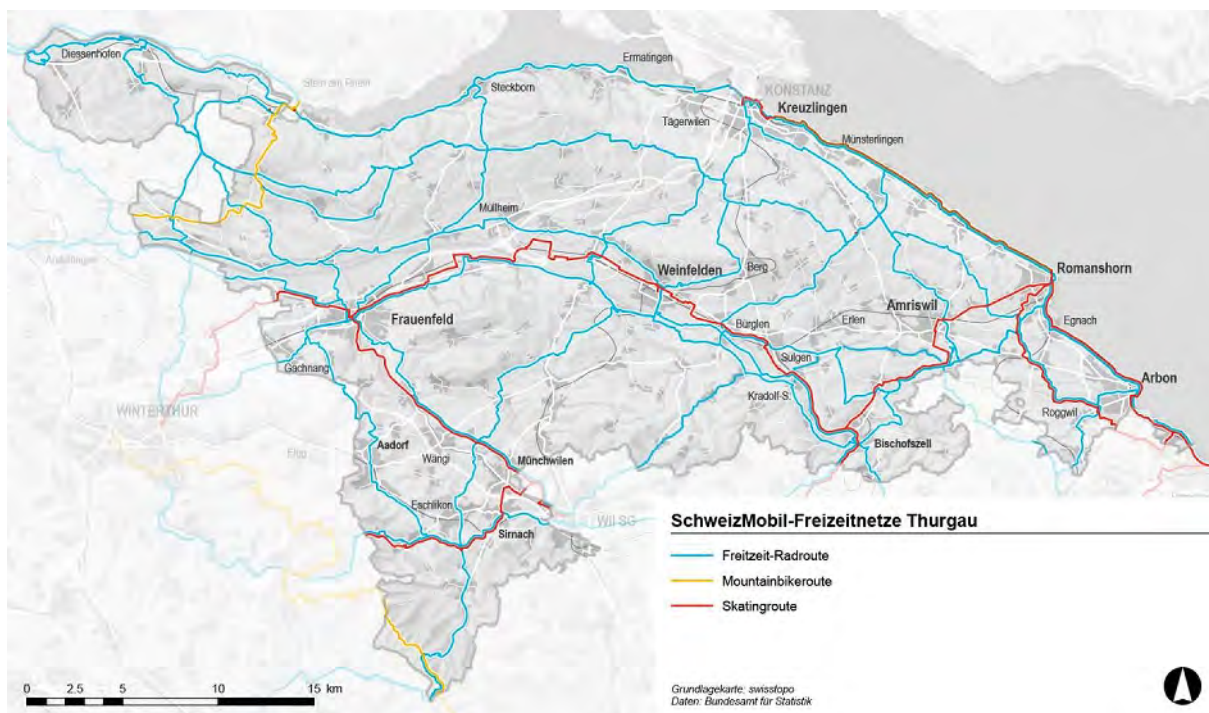 Diessenhofen
Stein am Rhein
Ermatingen
Steckborn
KONSTANZ
Kreuzlingen
Tägerwilen
Münsterlingen
Müllheim
Andelfingen
Weinfelden
Berg
Romanshorn
Frauenfeld
Amriswil
Bürglen
Erlen
Egnach
Sulgen
Gachnang
Arbon
Kradolf-S.
WINTERTHUR
Roggwil
Aadorf
Bischofszell
Elgg
Wängi
Münchwilen
Eschlikon
Sirnach
WIl SG
SchweizMobil-Freizeitnetze Thurgau
Freitzeit-Radroute
Mountainbikeroute
Skatingroute
0 2.5 5 10 15 km
Grundlagekarte: swisstopo
Daten: Bundesamt für Statistik